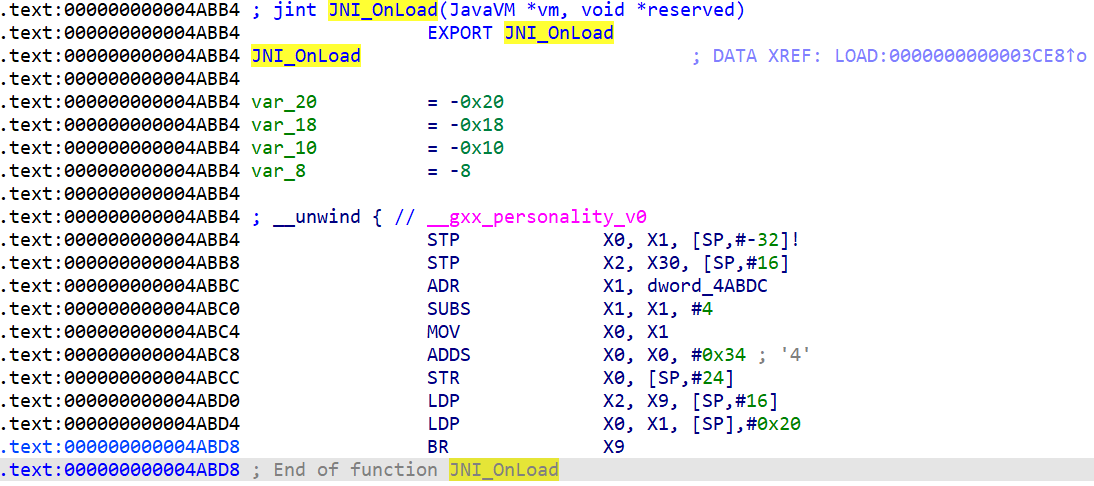 .text:000000000004ABB4 ; jint JNI_OnLoad(JavaVM *vm, void *reserved)
.text:000000000004ABB4                 EXPORT JNI_OnLoad
.text:000000000004ABB4 JNI_OnLoad                              ; DATA XREF: LOAD:0000000000003CE8↑o
.text:000000000004ABB4
.text:000000000004ABB4 var_20          = -0x20
.text:000000000004ABB4 var_18          = -0x18
.text:000000000004ABB4 var_10          = -0x10
.text:000000000004ABB4 var_8           = -8
.text:000000000004ABB4
.text:000000000004ABB4 ; __unwind { // __gxx_personality_v0
.text:000000000004ABB4                 STP             X0, X1, [SP,#-32]!
.text:000000000004ABB8                 STP             X2, X30, [SP,#16]
.text:000000000004ABBC                 ADR             X1, dword_4ABDC
.text:000000000004ABC0                 SUBS            X1, X1, #4
.text:000000000004ABC4                 MOV             X0, X1
.text:000000000004ABC8                 ADDS            X0, X0, #0x34 ; '4'
.text:000000000004ABCC                 STR             X0, [SP,#24]
.text:000000000004ABD0                 LDP             X2, X9, [SP,#16]
.text:000000000004ABD4                 LDP             X0, X1, [SP],#0x20
.text:000000000004ABD8                 BR              X9
.text:000000000004ABD8 ; End of function JNI_OnLoad